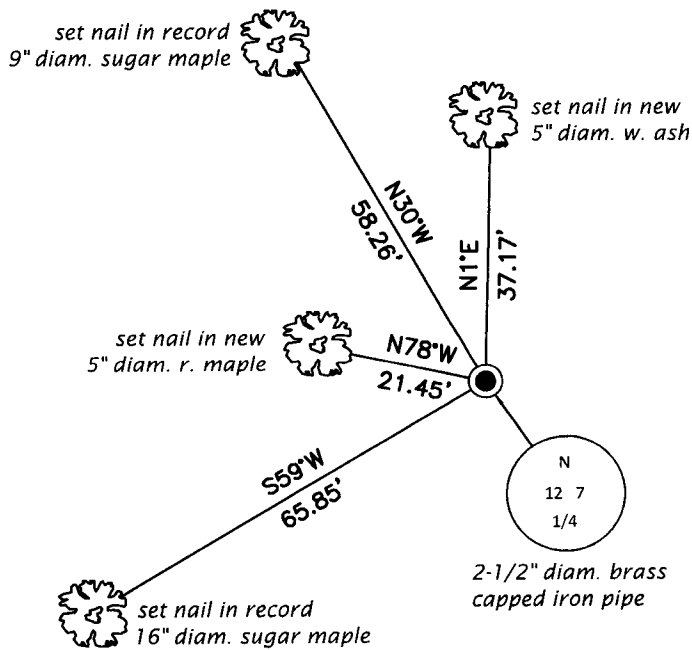 set nail in record
9" diam. sugar maple
set nail in new
5" diam. w. ash
N30°W
58.26'
N1°E
37.17'
set nail in new
5" diam. r. maple
N78°W
21.45'
S59°W
65.85'
N
12 7
1/4
2-1/2" diam. brass
capped iron pipe
set nail in record
16" diam. sugar maple